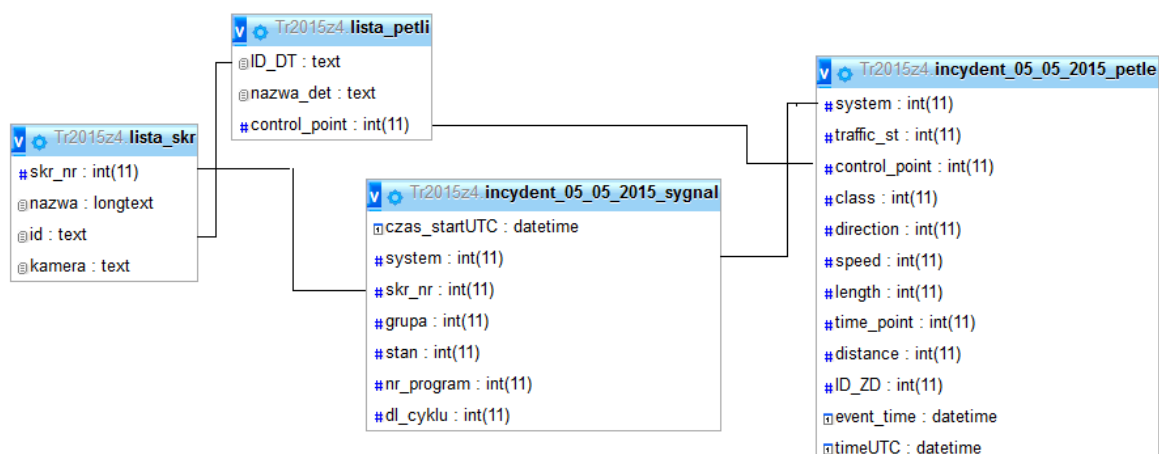 Tr2015z4.lista_petli
ID_DT : text
nazwa_det : text
# control_point : int(11)
Tr2015z4.lista_skr
# skr_nr : int(11)
nazwa : longtext
id : text
kamera : text
Tr2015z4.incydent_05_05_2015_sygnal
czas_startUTC : datetime
# system : int(11)
# skr_nr : int(11)
# grupa : int(11)
# stan : int(11)
# nr_program : int(11)
# dl_cyklu : int(11)
Tr2015z4.incydent_05_05_2015_petle
# system : int(11)
# traffic_st : int(11)
# control_point : int(11)
# class : int(11)
# direction : int(11)
# speed : int(11)
# length : int(11)
# time_point : int(11)
# distance : int(11)
# ID_ZD : int(11)
event_time : datetime
timeUTC : datetime